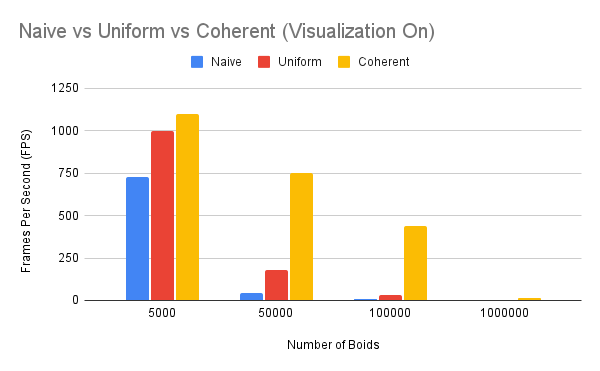 Naive vs Uniform vs Coherent (Visualization On)
Naive Uniform Coherent
Frames Per Second (FPS)
1250
1000
750
500
250
0
5000 50000 100000 1000000
Number of Boids